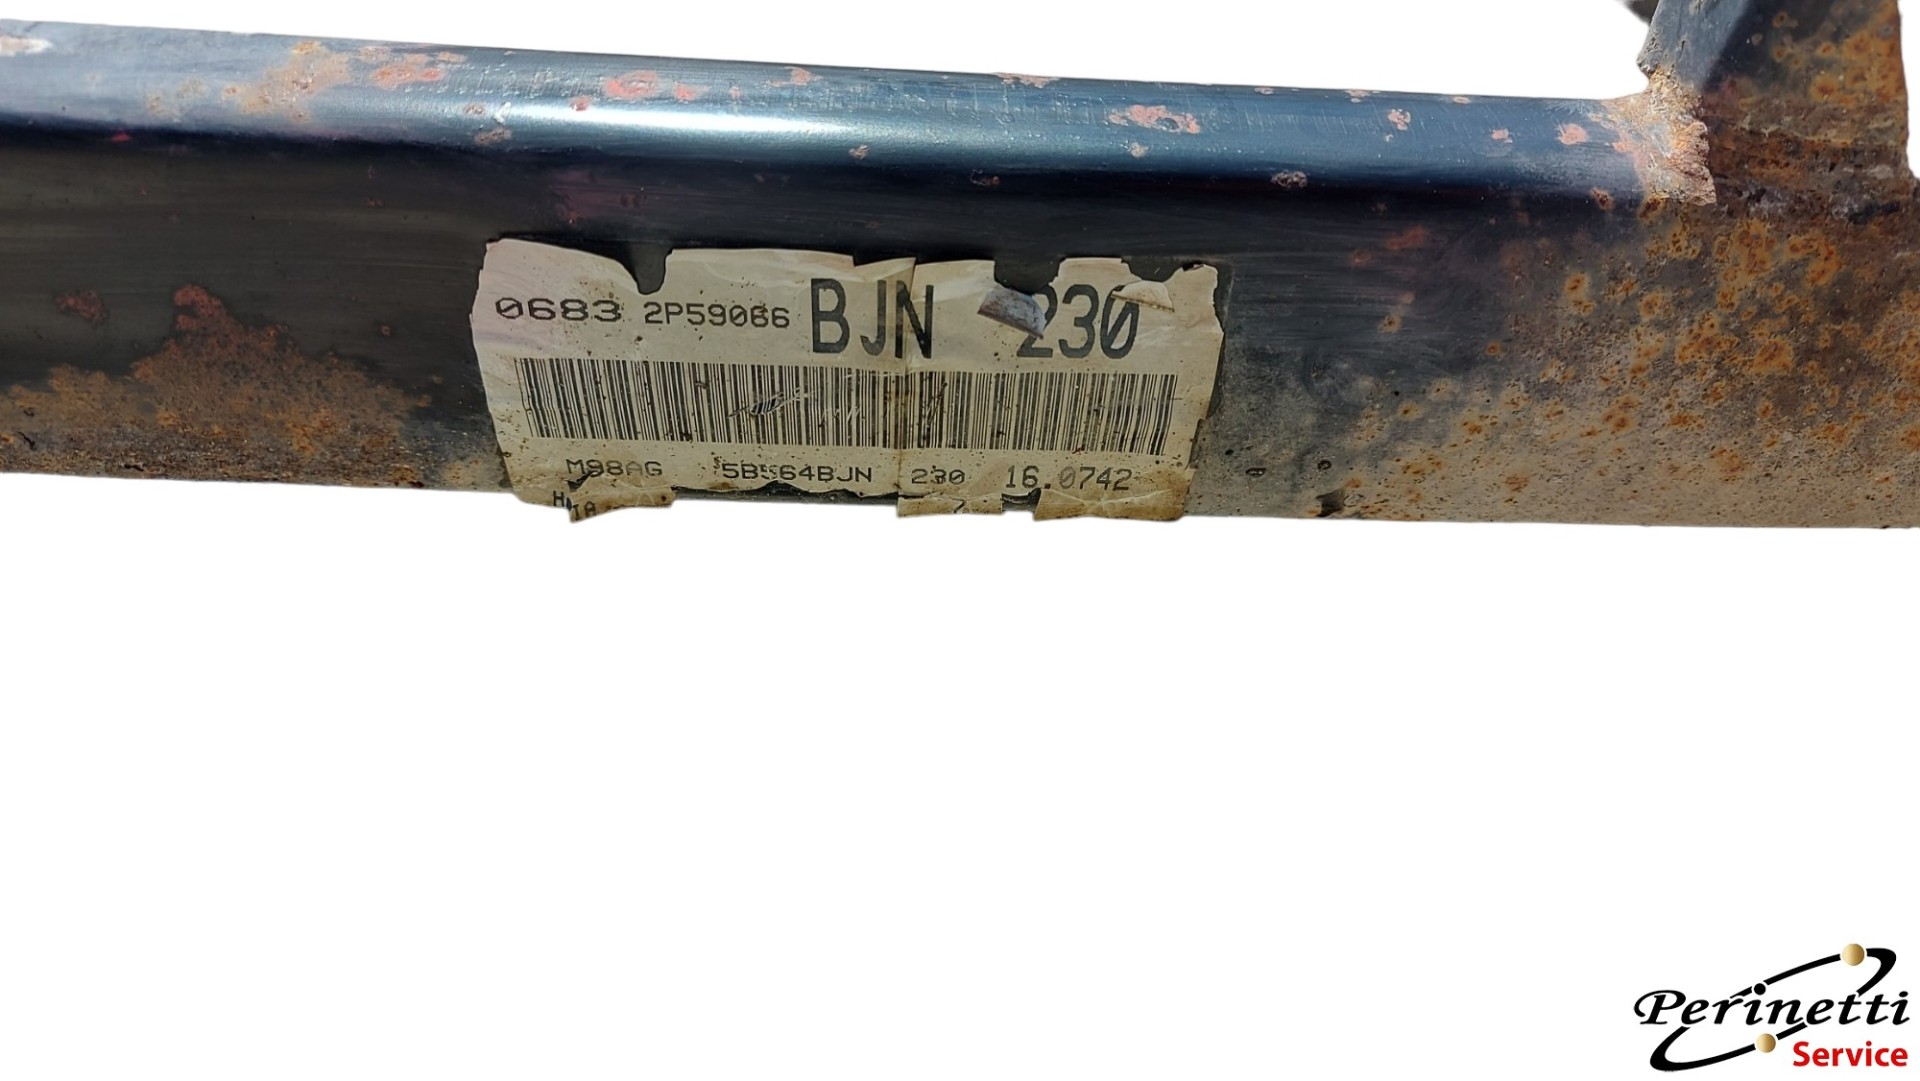 0683 2P59066 BJN 230
M98AG 5B564BJN 230 16.0742
Perinetti
Service